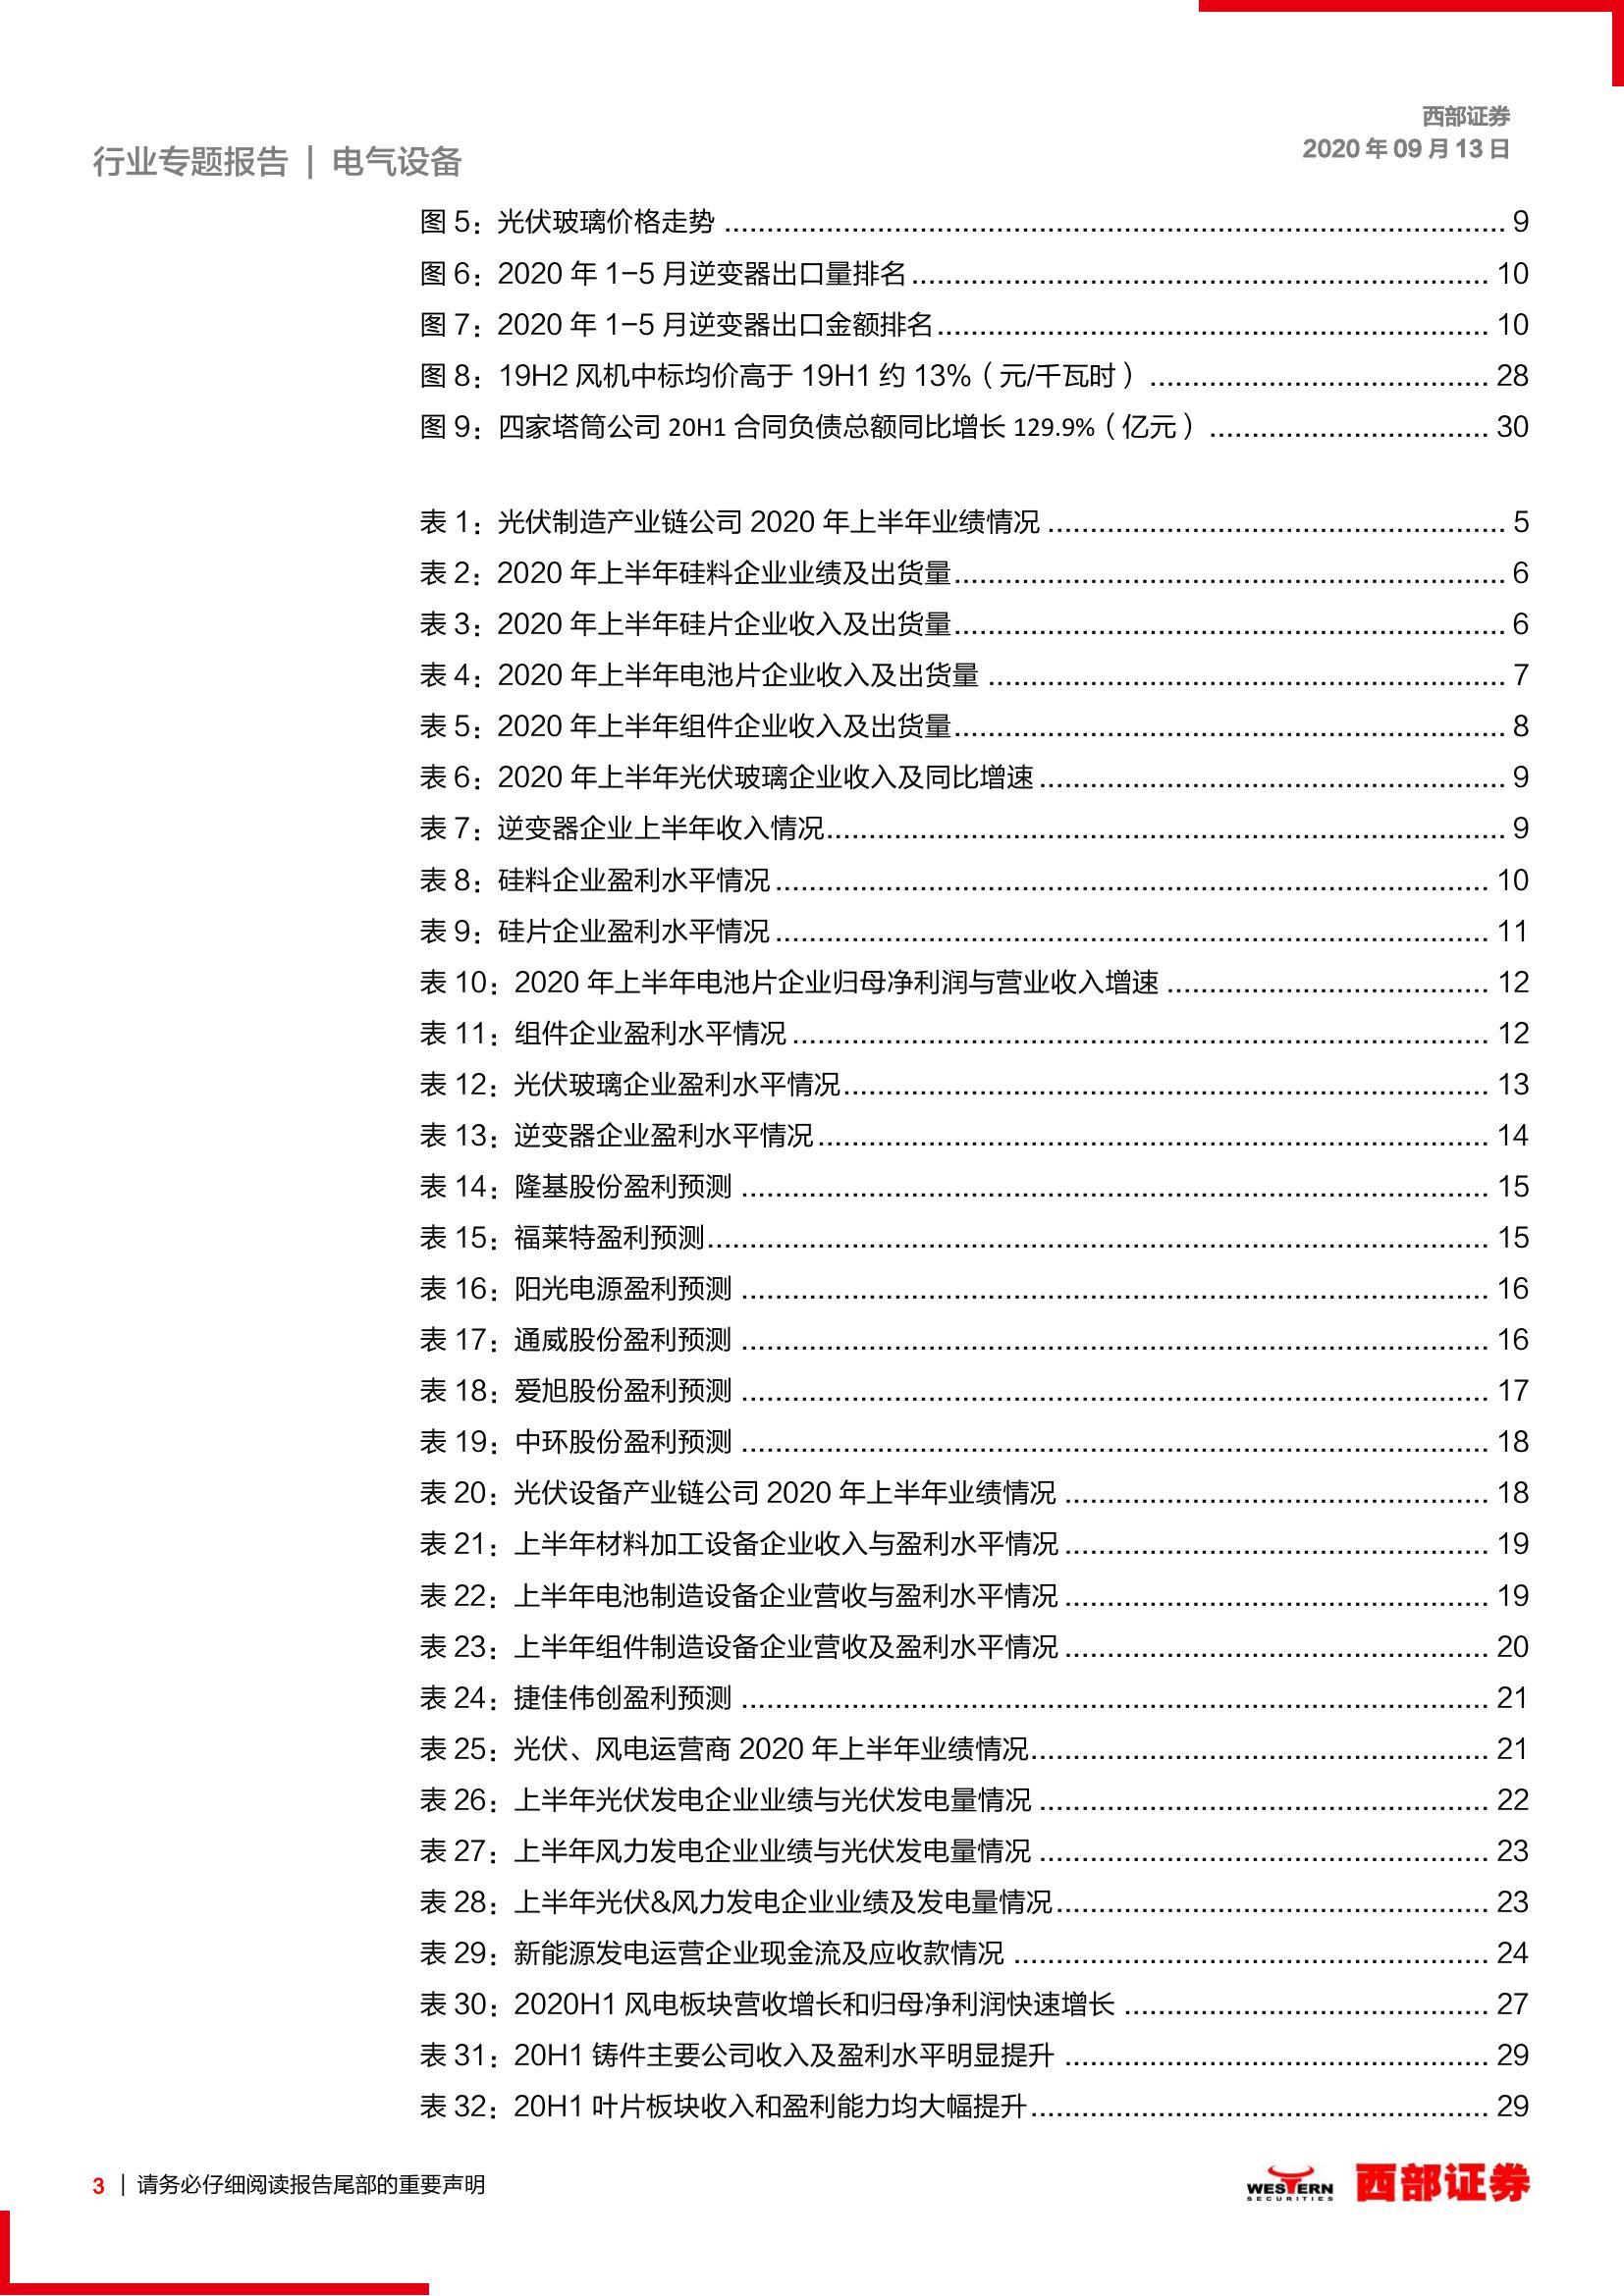 西部证券
2020 年 09 月 13 日
行业专题报告 | 电气设备
图 5：光伏玻璃价格走势 ........ 9
图 6：2020 年 1-5 月逆变器出口量排名 ........ 10
图 7：2020 年 1-5 月逆变器出口金额排名 ........ 10
图 8：19H2 风机中标均价高于 19H1 约 13%（元/千瓦时） ........ 28
图 9：四家塔筒公司 20H1 合同负债总额同比增长 129.9%（亿元） ........ 30
表 1：光伏制造产业链公司 2020 年上半年业绩情况 ........ 5
表 2：2020 年上半年硅料企业业绩及出货量 ........ 6
表 3：2020 年上半年硅片企业收入及出货量 ........ 6
表 4：2020 年上半年电池片企业收入及出货量 ........ 7
表 5：2020 年上半年组件企业收入及出货量 ........ 8
表 6：2020 年上半年光伏玻璃企业收入及同比增速 ........ 9
表 7：逆变器企业上半年收入情况 ........ 9
表 8：硅料企业盈利水平情况 ........ 10
表 9：硅片企业盈利水平情况 ........ 11
表 10：2020 年上半年电池片企业归母净利润与营业收入增速 ........ 12
表 11：组件企业盈利水平情况 ........ 12
表 12：光伏玻璃企业盈利水平情况 ........ 13
表 13：逆变器企业盈利水平情况 ........ 14
表 14：隆基股份盈利预测 ........ 15
表 15：福莱特盈利预测 ........ 15
表 16：阳光电源盈利预测 ........ 16
表 17：通威股份盈利预测 ........ 16
表 18：爱旭股份盈利预测 ........ 17
表 19：中环股份盈利预测 ........ 18
表 20：光伏设备产业链公司 2020 年上半年业绩情况 ........ 18
表 21：上半年材料加工设备企业收入与盈利水平情况 ........ 19
表 22：上半年电池制造设备企业营收与盈利水平情况 ........ 19
表 23：上半年组件制造设备企业营收及盈利水平情况 ........ 20
表 24：捷佳伟创盈利预测 ........ 21
表 25：光伏、风电运营商 2020 年上半年业绩情况 ........ 21
表 26：上半年光伏发电企业业绩与光伏发电量情况 ........ 22
表 27：上半年风力发电企业业绩与光伏发电量情况 ........ 23
表 28：上半年光伏&风力发电企业业绩及发电量情况 ........ 23
表 29：新能源发电运营企业现金流及应收款情况 ........ 24
表 30：2020H1 风电板块营收增长和归母净利润快速增长 ........ 27
表 31：20H1 铸件主要公司收入及盈利水平明显提升 ........ 29
表 32：20H1 叶片板块收入和盈利能力均大幅提升 ........ 29
3 | 请务必仔细阅读报告尾部的重要声明
WESTERN
SECURITIES
西部证券